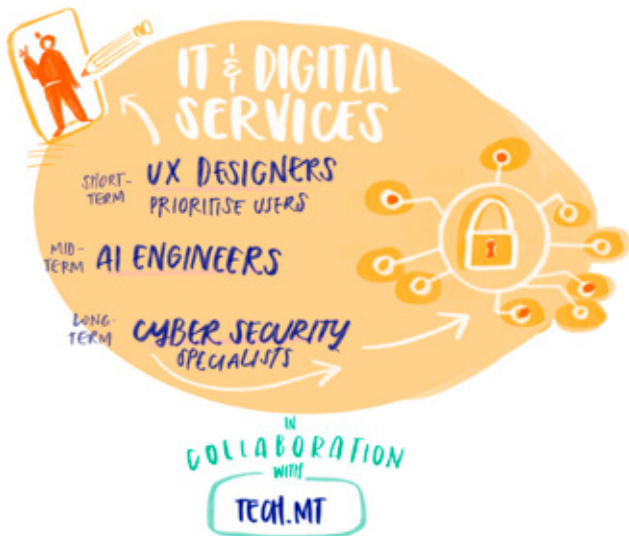 IT & DIGITAL
SERVICES
SHORT-
TERM
UX DESIGNERS
PRIORITISE USERS
MID-
TERM
AI ENGINEERS
LONG-
TERM
CYBER SECURITY
SPECIALISTS
IN
COLLABORATION
WITH
TECH.MT